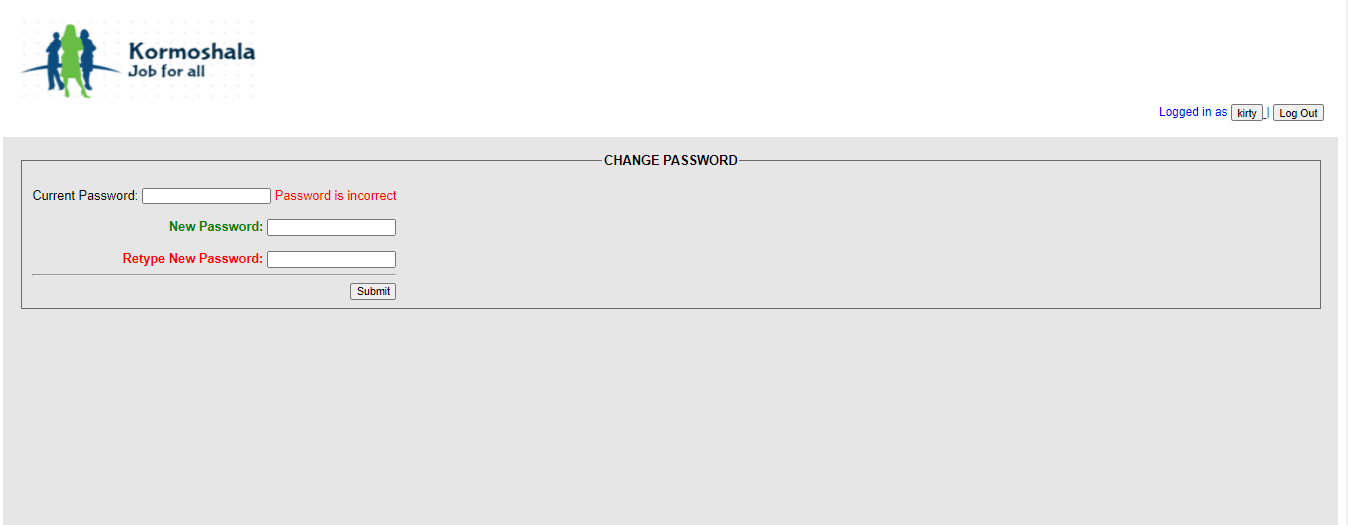 Kormoshala
Job for all
Logged in as kirty | Log Out
CHANGE PASSWORD
Current Password: Password is incorrect
New Password:
Retype New Password:
Submit